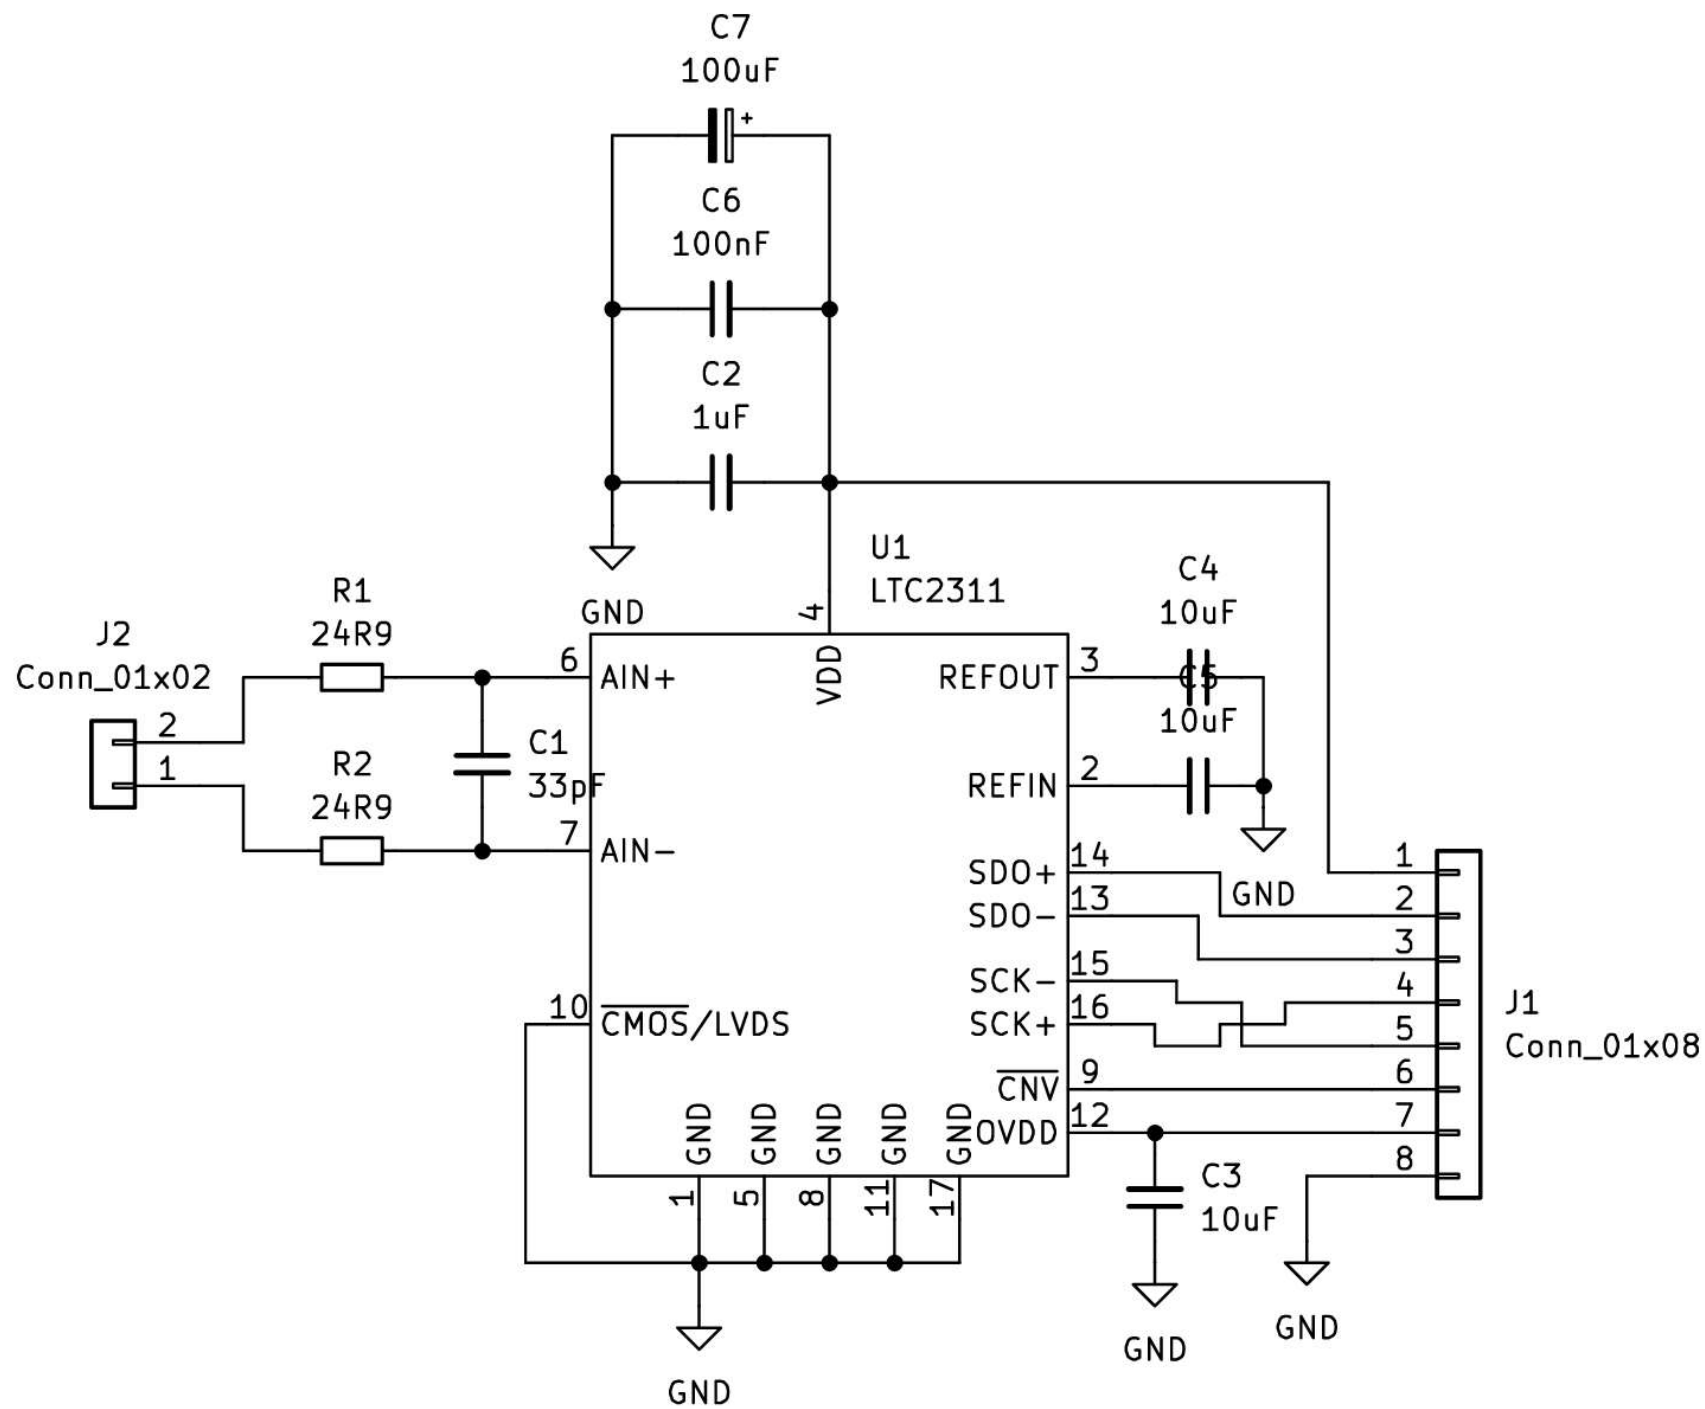 C7
100uF
+
C6
100nF
C2
1uF
GND
U1
LTC2311
C4
10uF
C5
10uF
R1
24R9
J2
Conn_01x02
2
1
R2
24R9
C1
33pF
6
AIN+
7
AIN-
4
VDD
REFOUT
3
REFIN
2
GND
SDO+
14
SDO-
13
SCK-
15
SCK+
16
CNV
9
OVDD
12
10
CMOS/LVDS
GND
GND
GND
GND
GND
1
5
8
11
17
GND
1
2
3
4
5
6
7
8
J1
Conn_01x08
C3
10uF
GND
GND